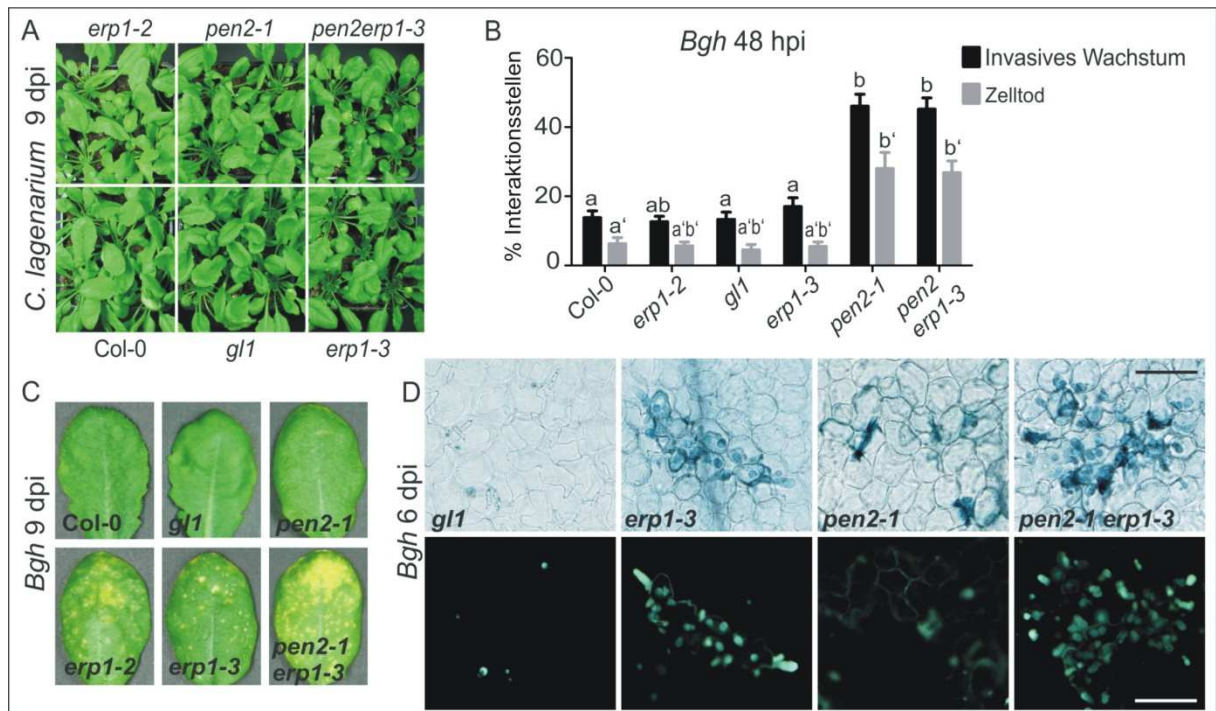 A
erp1-2 pen2-1 pen2erp1-3
C. lagenarium 9 dpi
Col-0 gl1 erp1-3
B
Bgh 48 hpi
Invasives Wachstum
Zelltod
% Interaktionsstellen
60
40
20
0
a a‘ ab a‘b‘ a a‘b‘ a a‘b‘ b b‘ b b‘
Col-0 erp1-2 gl1 erp1-3 pen2-1 pen2
erp1-3
C
Bgh 9 dpi
Col-0 gl1 pen2-1
erp1-2 erp1-3 pen2-1
erp1-3
D
Bgh 6 dpi
gl1 erp1-3 pen2-1 pen2-1 erp1-3